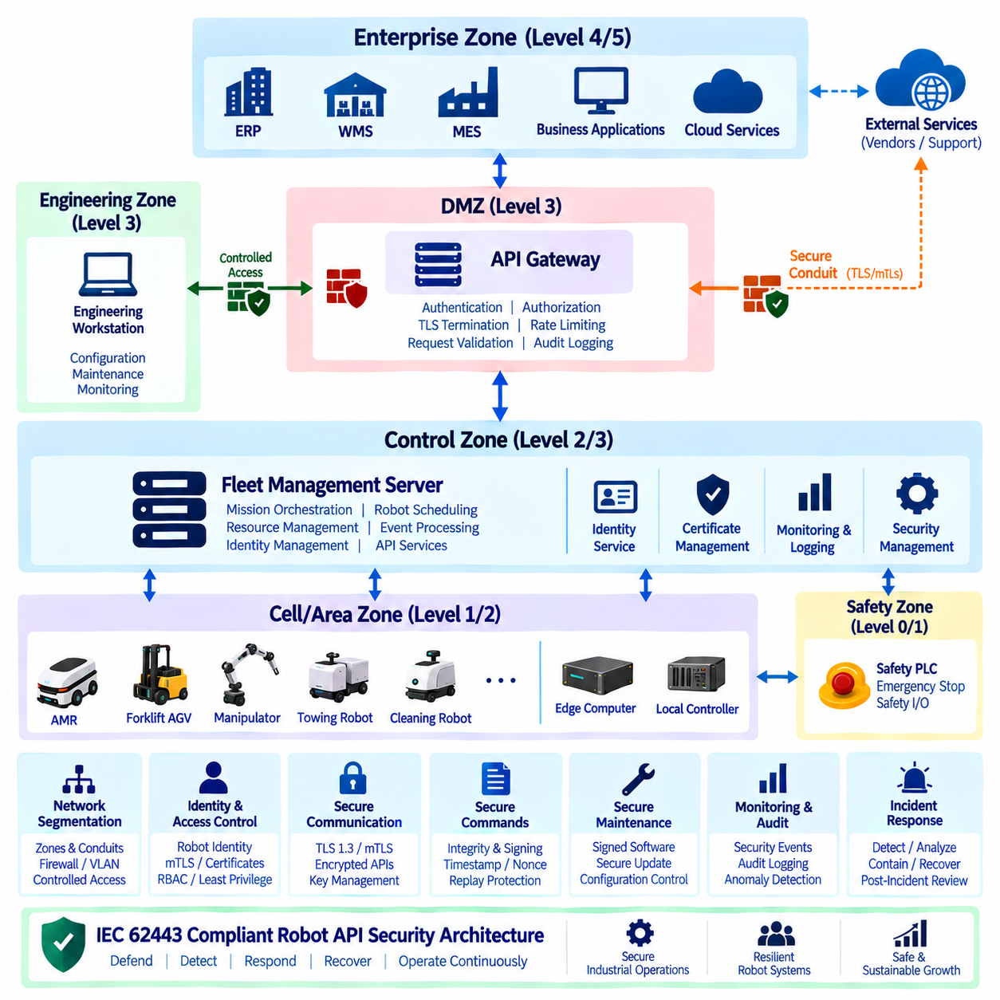 Enterprise Zone (Level 4/5)
ERP
WMS
MES
Business Applications
Cloud Services
External Services
(Vendors / Support)
Engineering Zone
(Level 3)
Engineering
Workstation
Configuration
Maintenance
Monitoring
Controlled
Access
DMZ (Level 3)
API Gateway
Authentication | Authorization
TLS Termination | Rate Limiting
Request Validation | Audit Logging
Secure
Conduit (TLS/mTLs)
Control Zone (Level 2/3)
Fleet Management Server
Mission Orchestration | Robot Scheduling
Resource Management | Event Processing
Identity Management | API Services
Identity
Service
Certificate
Management
Monitoring &
Logging
Security
Management
Cell/Area Zone (Level 1/2)
AMR
Forklift AGV
Manipulator
Towing Robot
Cleaning Robot
...
Edge Computer
Local Controller
Safety Zone
(Level 0/1)
Safety PLC
Emergency Stop
Safety I/O
Network
Segmentation
Zones & Conduits
Firewall / VLAN
Controlled Access
Identity &
Access Control
Robot Identity
mTLS / Certificates
RBAC / Least Privilege
Secure
Communication
TLS 1.3 / mTLS
Encrypted APIs
Key Management
Secure
Commands
Integrity & Signing
Timestamp / Nonce
Replay Protection
Secure
Maintenance
Signed Software
Secure Update
Configuration Control
Monitoring &
Audit
Security Events
Audit Logging
Anomaly Detection
Incident
Response
Detect / Analyze
Contain / Recover
Post-Incident Review
IEC 62443 Compliant Robot API Security Architecture
Defend | Detect | Respond | Recover | Operate Continuously
Secure
Industrial Operations
Resilient
Robot Systems
Safe &
Sustainable Growth